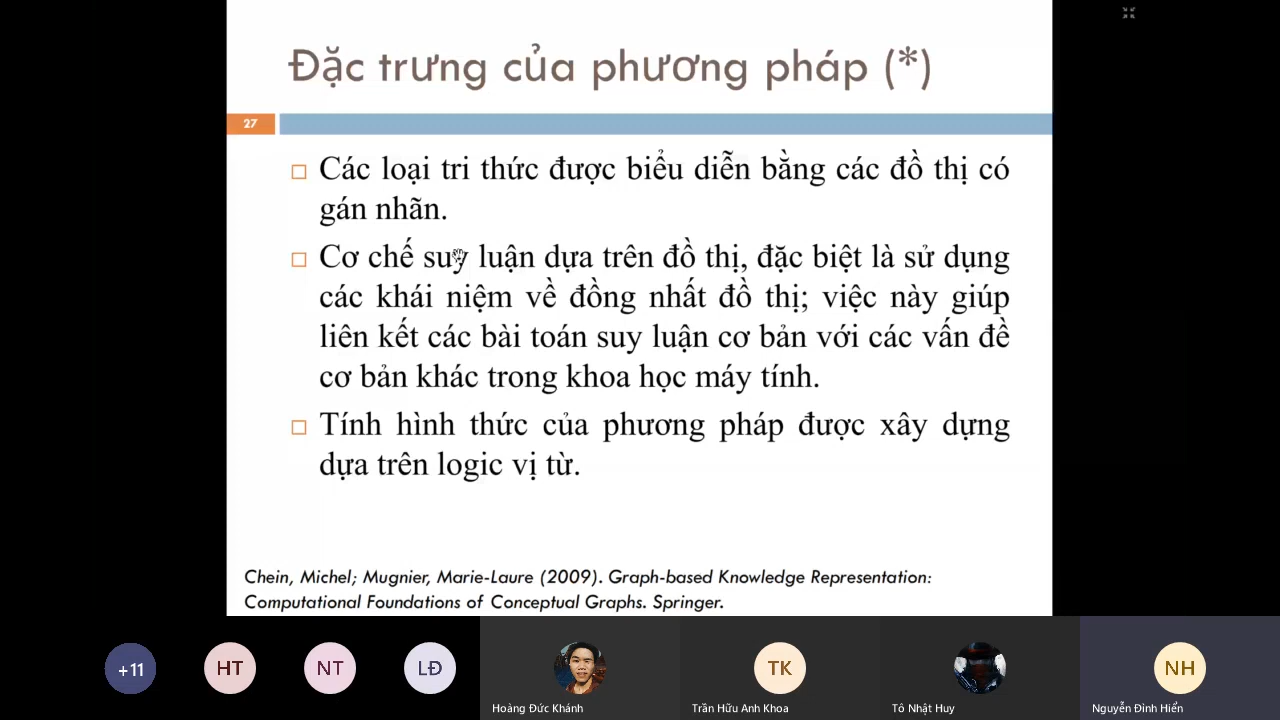 Đặc trưng của phương pháp (*)
27
Các loại tri thức được biểu diễn bằng các đồ thị có
gán nhãn.
Cơ chế suy luận dựa trên đồ thị, đặc biệt là sử dụng
các khái niệm về đồng nhất đồ thị; việc này giúp
liên kết các bài toán suy luận cơ bản với các vấn đề
cơ bản khác trong khoa học máy tính.
Tính hình thức của phương pháp được xây dựng
dựa trên logic vị từ.
Chein, Michel; Mugnier, Marie-Laure (2009). Graph-based Knowledge Representation:
Computational Foundations of Conceptual Graphs. Springer.
+11
HT
NT
LĐ
TK
NH
Hoàng Đức Khánh
Trần Hữu Anh Khoa
Tô Nhật Huy
Nguyễn Đình Hiển